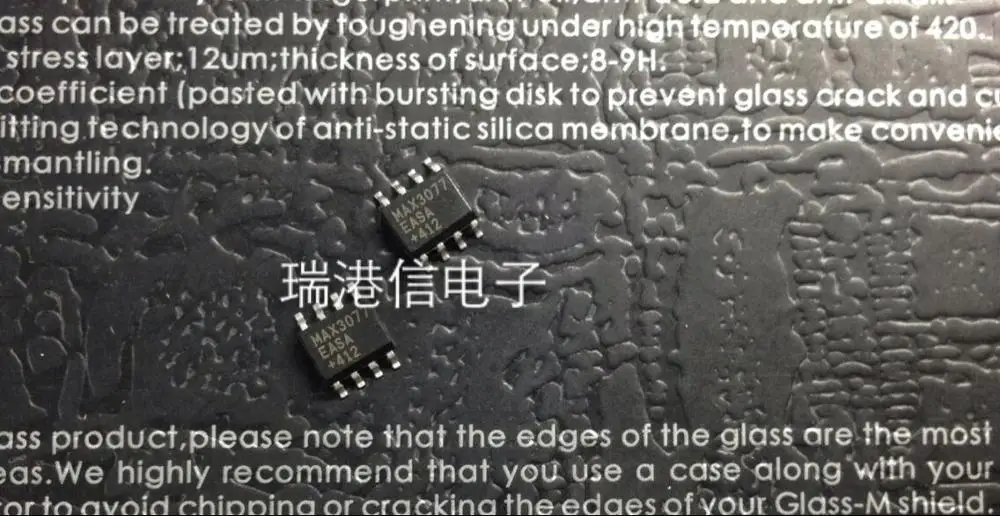 ass can be treated by toughening under high temperature of 420.
stress layer;12um;thickness of surface;8-9H.
coefficient (pasted with bursting disk to prevent glass crack and
itting technology of anti-static silica membrane,to make
mantling.
ensitivity
MAX3077
EASA
+412
瑞港信电子
MAX3077
EASA
+412
ass product,please note that the edges of the glass are the most
eas.We highly recommend that you use a case along with your
tor to avoid chipping or cracking the edges of your Glass-M shield.